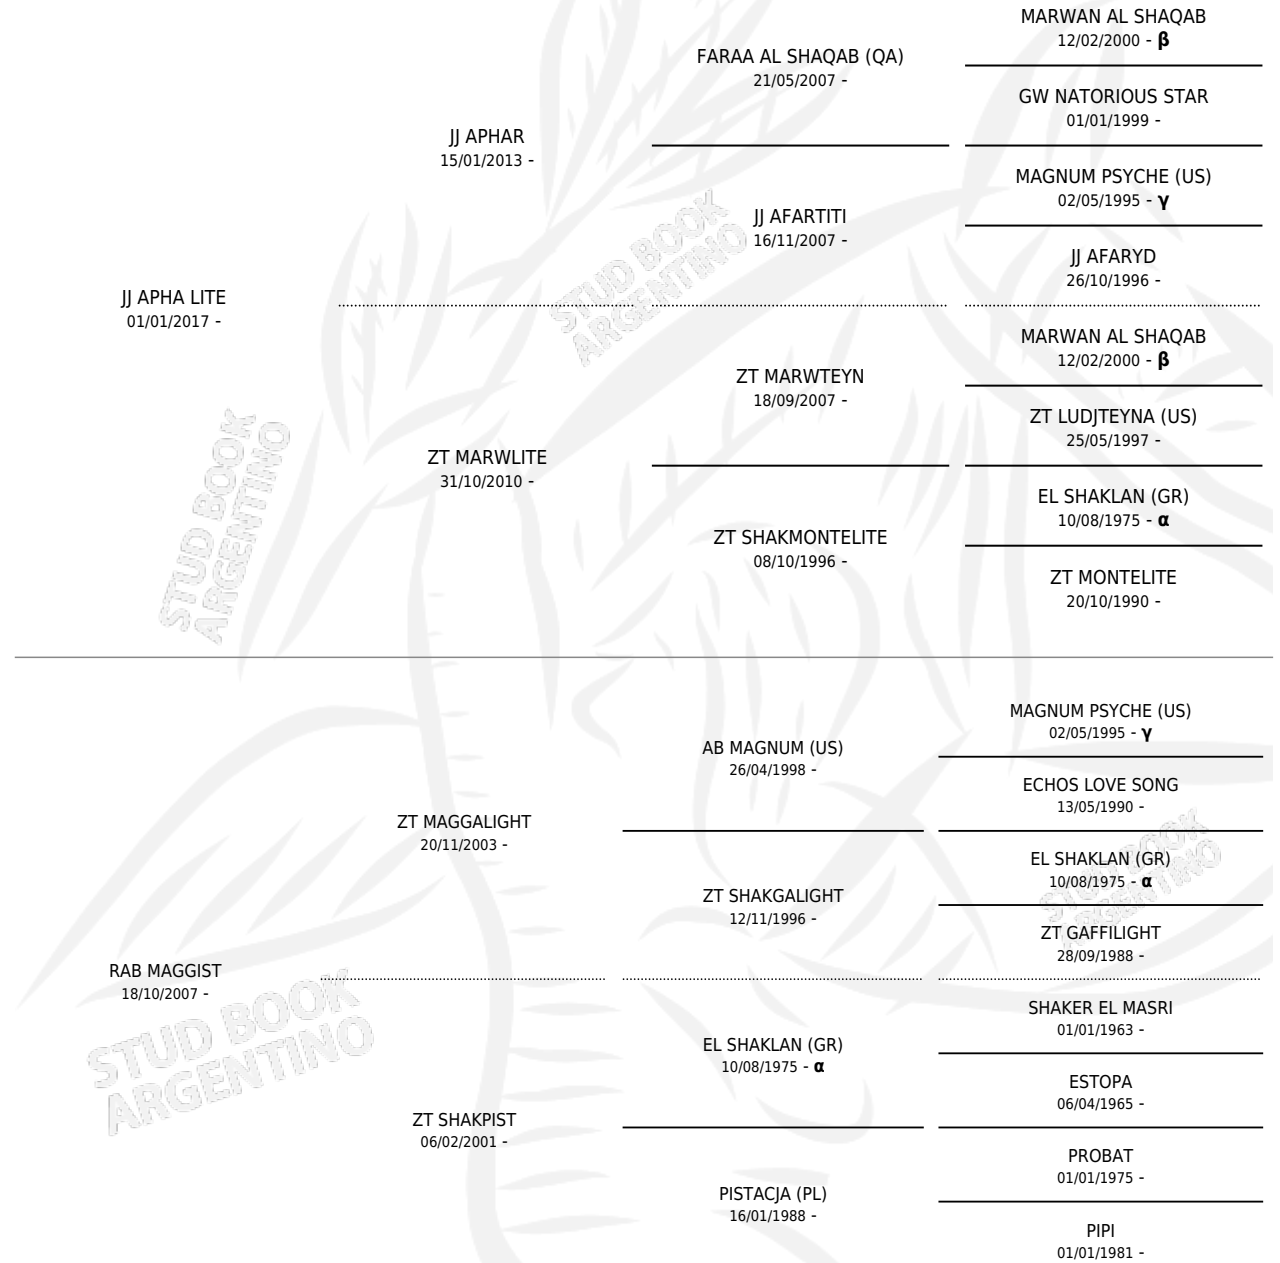 MARWAN AL SHAQAB
12/02/2000 - β
FARAA AL SHAQAB (QA)
21/05/2007 -
GW NATORIOUS STAR
01/01/1999 -
JJ APHAR
15/01/2013 -
MAGNUM PSYCHE (US)
02/05/1995 - γ
JJ AFARTITI
16/11/2007 -
JJ AFARYD
26/10/1996 -
JJ APHA LITE
01/01/2017 -
MARWAN AL SHAQAB
12/02/2000 - β
ZT MARWTEYN
18/09/2007 -
ZT LUDJTEYNA (US)
25/05/1997 -
ZT MARWLITE
31/10/2010 -
EL SHAKLAN (GR)
10/08/1975 - α
ZT SHAKMONTELITE
08/10/1996 -
ZT MONTELITE
20/10/1990 -
STUD BOOK
ARGENTINO
STUD BOOK
ARGENTINO
MAGNUM PSYCHE (US)
02/05/1995 - γ
AB MAGNUM (US)
26/04/1998 -
ECHOS LOVE SONG
13/05/1990 -
ZT MAGGALIGHT
20/11/2003 -
EL SHAKLAN (GR)
10/08/1975 - α
ZT SHAKGALIGHT
12/11/1996 -
ZT GAFFILIGHT
28/09/1988 -
STUD BOOK
ARGENTINO
RAB MAGGIST
18/10/2007 -
SHAKER EL MASRI
01/01/1963 -
EL SHAKLAN (GR)
10/08/1975 - α
ESTOPA
06/04/1965 -
ZT SHAKPIST
06/02/2001 -
PROBAT
01/01/1975 -
PISTACJA (PL)
16/01/1988 -
PIPI
01/01/1981 -
STUD BOOK
ARGENTINO